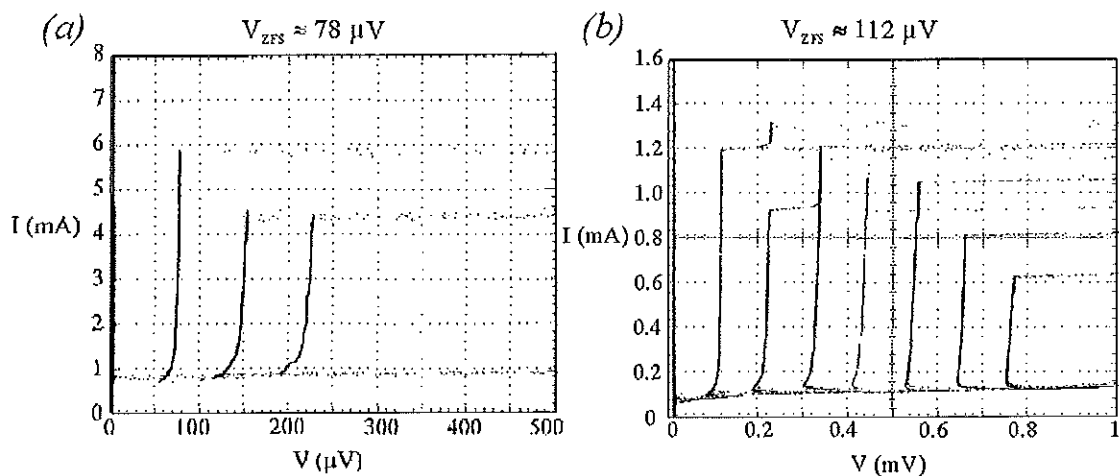 (a) V_ZFS ≈ 78 μV
8
7
6
5
I (mA) 4
3
2
1
0
0 100 200 300 400 500
V (μV)
(b) V_ZFS ≈ 112 μV
1.6
1.4
1.2
1.0
I (mA) 0.8
0.6
0.4
0.2
0
0 0.2 0.4 0.6 0.8 1
V (mV)